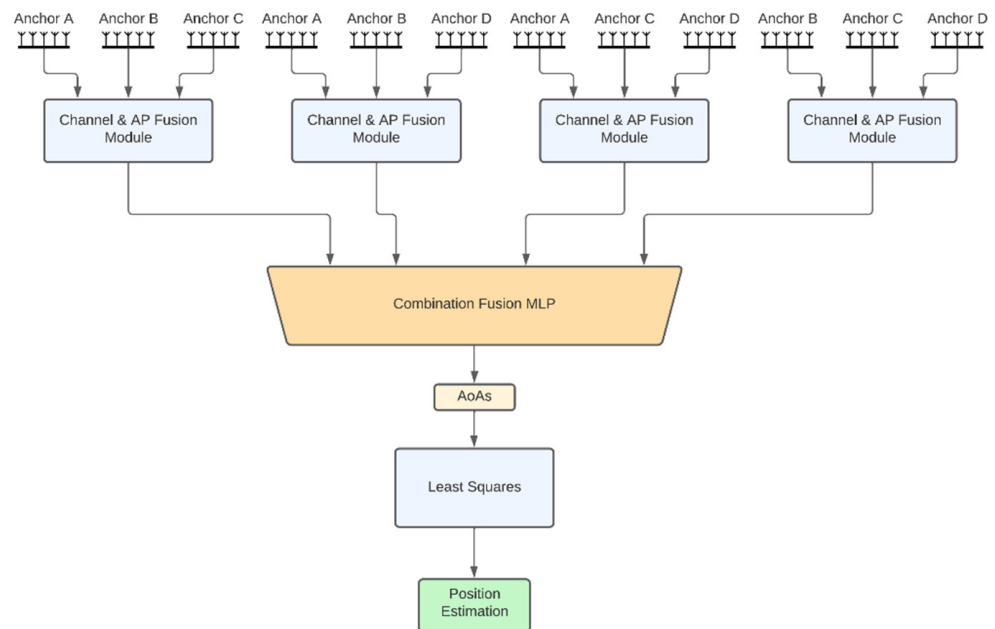 Anchor A Anchor B Anchor C Anchor A Anchor B Anchor D Anchor A Anchor C Anchor D Anchor B Anchor C Anchor D
Channel & AP Fusion
Module
Channel & AP Fusion
Module
Channel & AP Fusion
Module
Channel & AP Fusion
Module
Combination Fusion MLP
AoAs
Least Squares
Position
Estimation